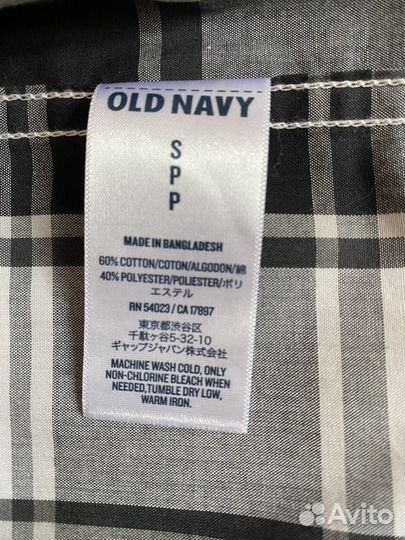 OLD NAVY
S
P
P
MADE IN BANGLADESH
60% COTTON/COTON/ALGODON/綿
40% POLYESTER/POLIESTER/ポリ
エステル
RN 54023 / CA 17897
東京都渋谷区
千駄ヶ谷5-32-10
ギャップジャパン株式会社
MACHINE WASH COLD, ONLY
NON-CHLORINE BLEACH WHEN
NEEDED,TUMBLE DRY LOW,
WARM IRON.
Avito